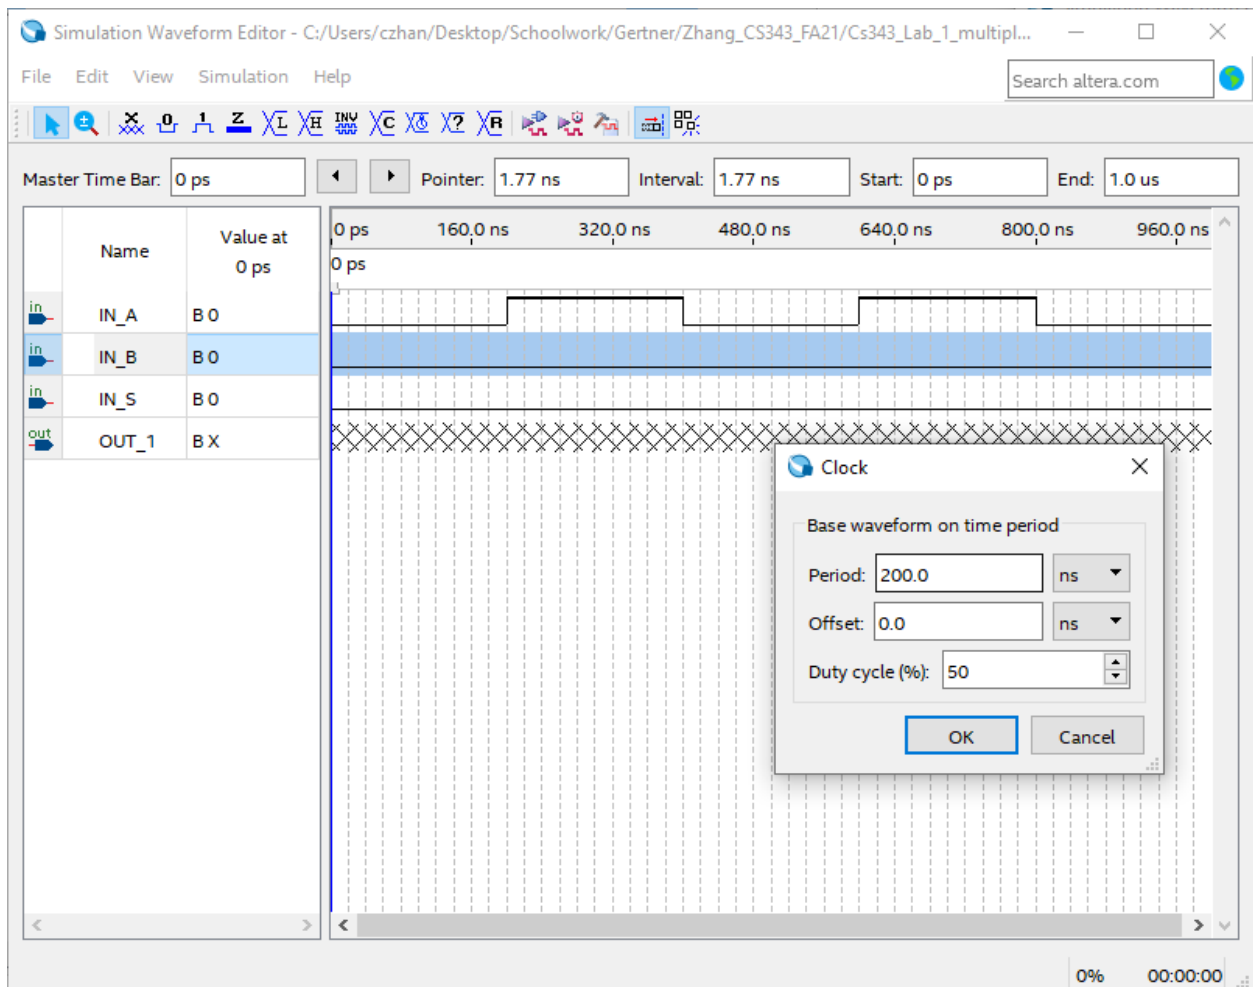 Simulation Waveform Editor - C:/Users/czhan/Desktop/Schoolwork/Gertner/Zhang_CS343_FA21/Cs343_Lab_1_multipl...
File Edit View Simulation Help
Search altera.com
Master Time Bar: 0 ps Pointer: 1.77 ns Interval: 1.77 ns Start: 0 ps End: 1.0 us
Name Value at 0 ps
0 ps 160.0 ns 320.0 ns 480.0 ns 640.0 ns 800.0 ns 960.0 ns
0 ps
in IN_A B 0
in IN_B B 0
in IN_S B 0
out OUT_1 B X
Clock
Base waveform on time period
Period: 200.0 ns
Offset: 0.0 ns
Duty cycle (%): 50
OK Cancel
0% 00:00:00